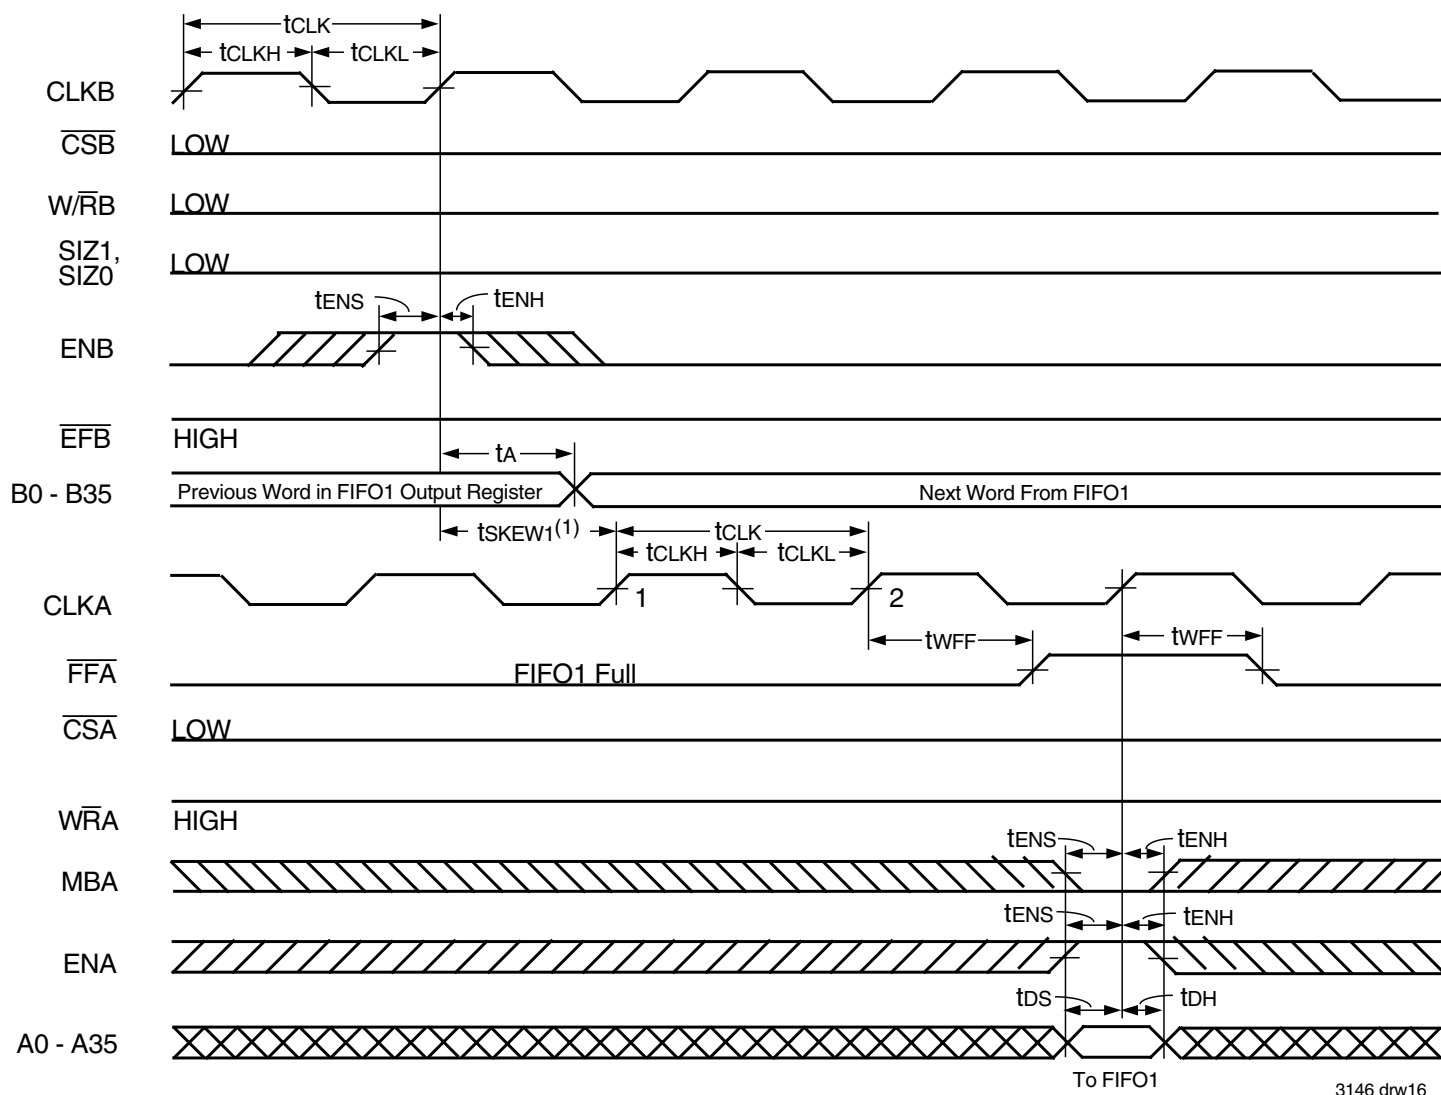 tCLK
tCLKH tCLKL
CLKB
CSB LOW
W/RB LOW
SIZ1,
SIZ0 LOW
tENS tENH
ENB
EFB HIGH
tA
B0 - B35 Previous Word in FIFO1 Output Register Next Word From FIFO1
tSKEW1(1) tCLK
tCLKH tCLKL
CLKA 1 2
tWFF tWFF
FFA FIFO1 Full
CSA LOW
WRA HIGH
tENS tENH
MBA
tENS tENH
ENA
tDS tDH
A0 - A35
To FIFO1
3146 drw16